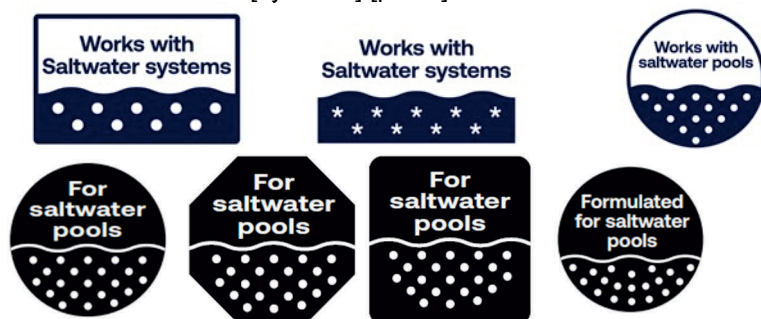 Works with
Saltwater systems
Works with
Saltwater systems
Works with
saltwater pools
For
saltwater
pools
For
saltwater
pools
For
saltwater
pools
Formulated
for saltwater
pools